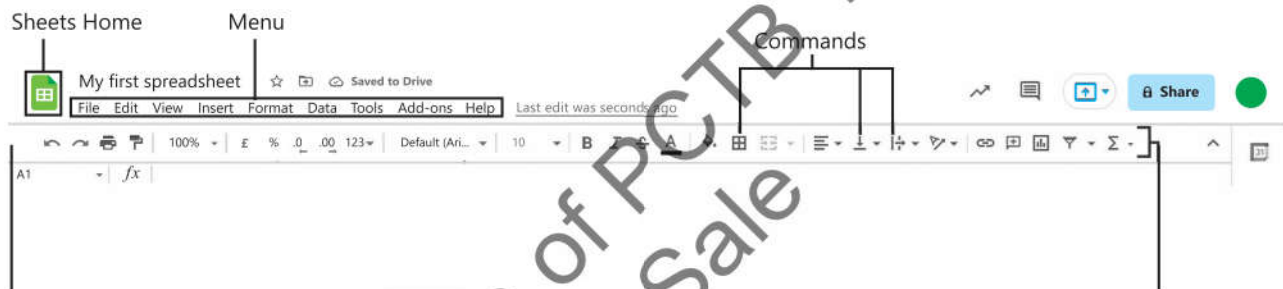 Sheets Home Menu
Commands
My first spreadsheet Saved to Drive
File Edit View Insert Format Data Tools Add-ons Help Last edit was seconds ago
Share
100% £ % .0 .00 123 Default (Ari... 10 B I S A Σ
31
A1 fx
of PCTB
Sale